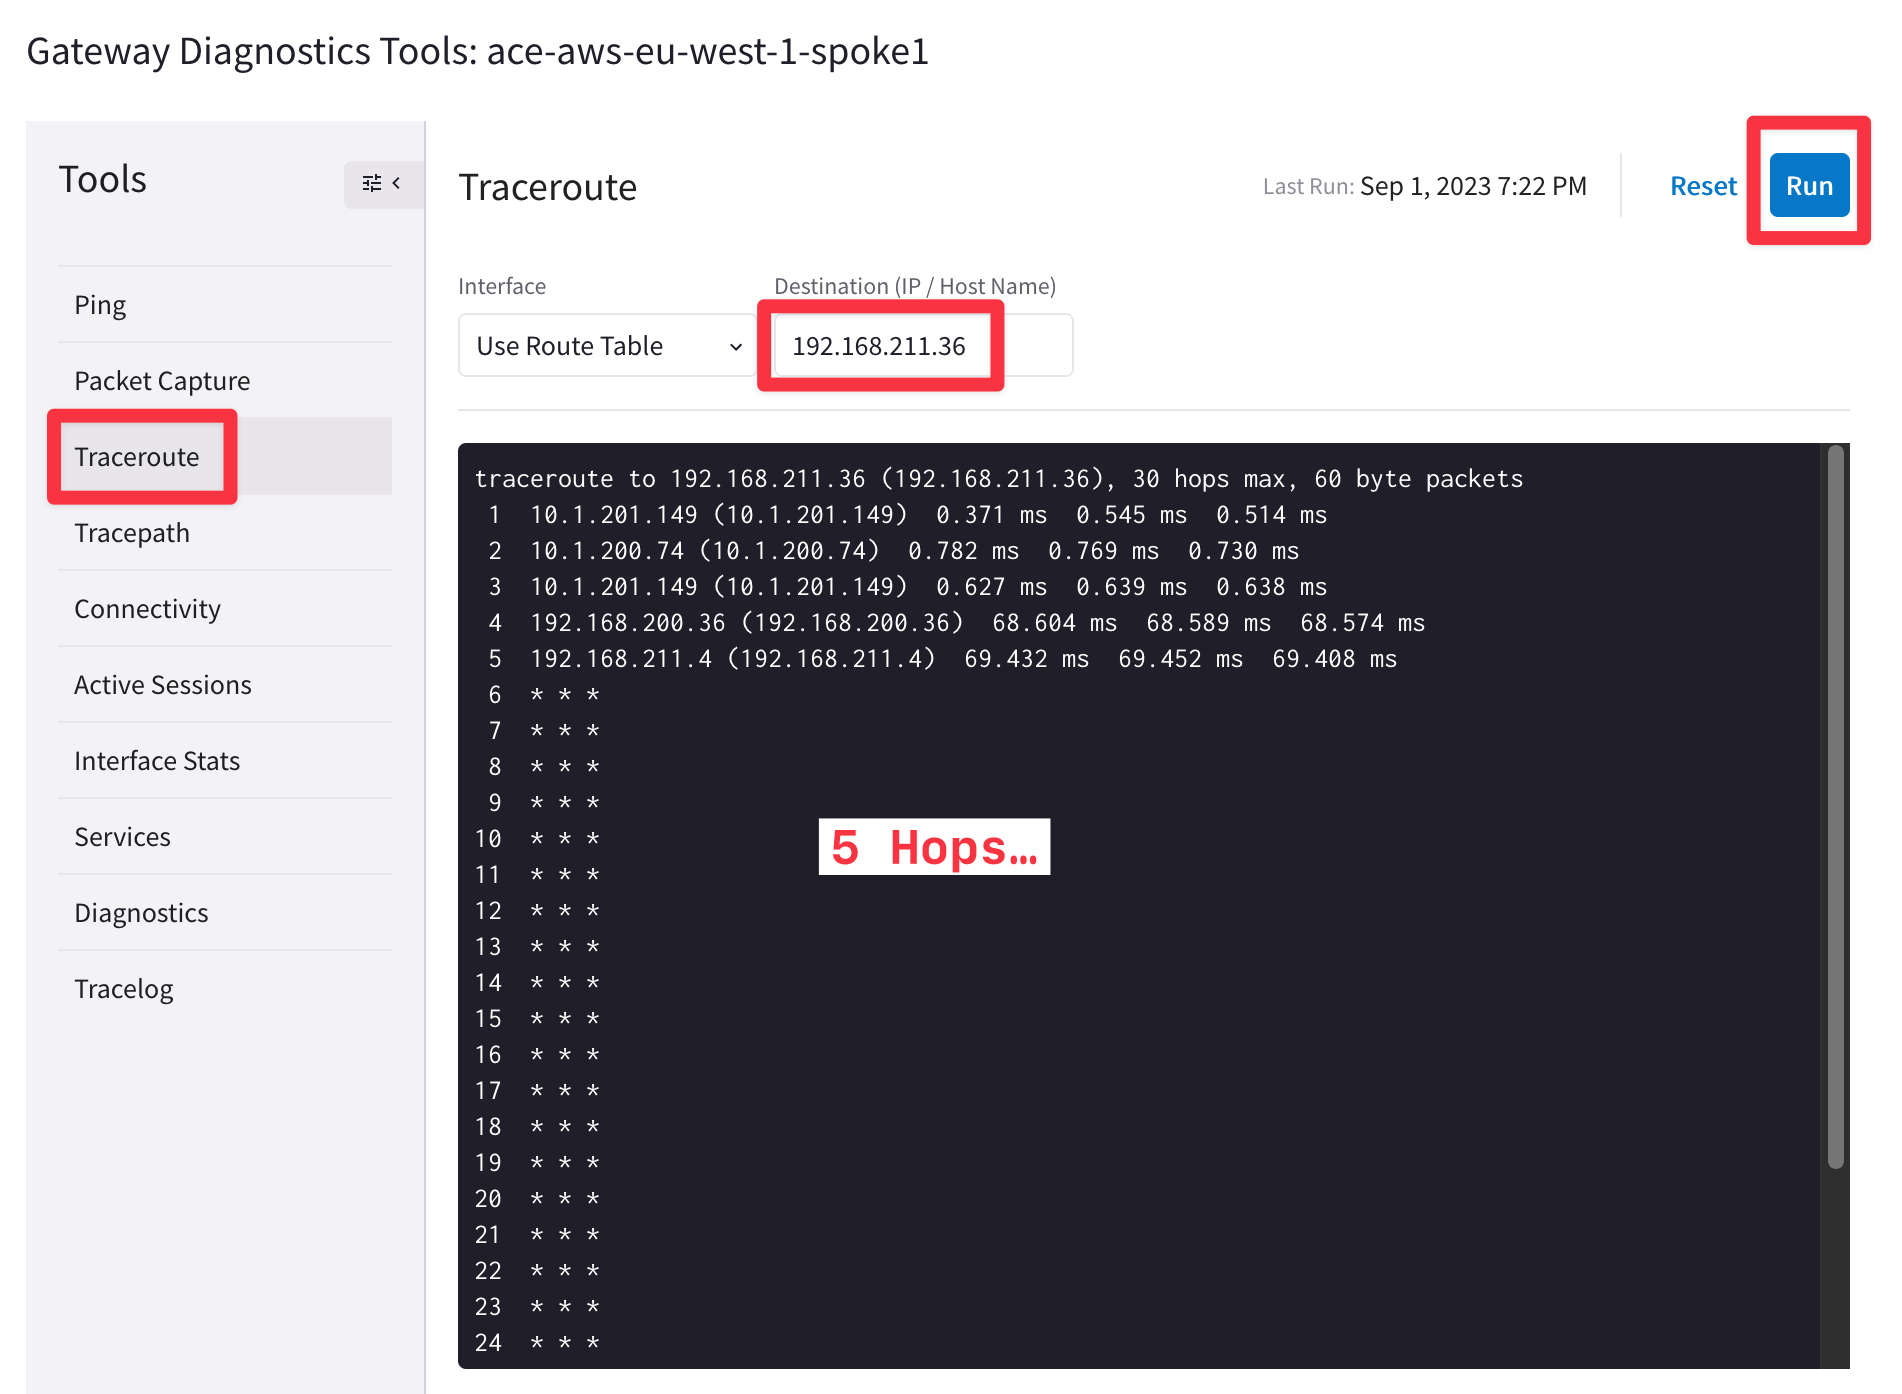 Gateway Diagnostics Tools: ace-aws-eu-west-1-spoke1
Tools
Ping
Packet Capture
Traceroute
Tracepath
Connectivity
Active Sessions
Interface Stats
Services
Diagnostics
Tracelog
Traceroute
Last Run: Sep 1, 2023 7:22 PM
Reset
Run
Interface
Destination (IP / Host Name)
Use Route Table
192.168.211.36
traceroute to 192.168.211.36 (192.168.211.36), 30 hops max, 60 byte packets
1  10.1.201.149 (10.1.201.149)  0.371 ms  0.545 ms  0.514 ms
2  10.1.200.74 (10.1.200.74)  0.782 ms  0.769 ms  0.730 ms
3  10.1.201.149 (10.1.201.149)  0.627 ms  0.639 ms  0.638 ms
4  192.168.200.36 (192.168.200.36)  68.604 ms  68.589 ms  68.574 ms
5  192.168.211.4 (192.168.211.4)  69.432 ms  69.452 ms  69.408 ms
6  * * *
7  * * *
8  * * *
9  * * *
10  * * *
5 Hops…
11  * * *
12  * * *
13  * * *
14  * * *
15  * * *
16  * * *
17  * * *
18  * * *
19  * * *
20  * * *
21  * * *
22  * * *
23  * * *
24  * * *